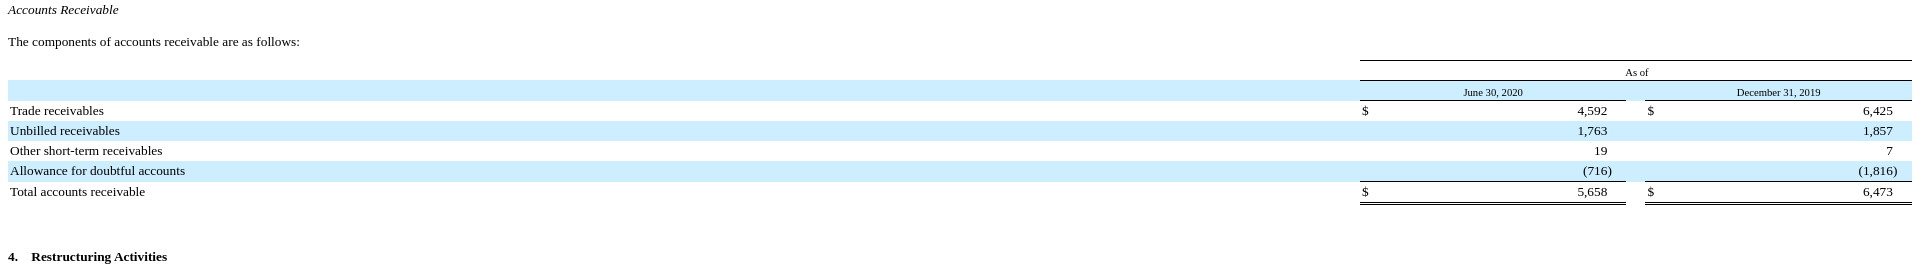 Accounts Receivable
The components of accounts receivable are as follows:
As of
June 30, 2020 December 31, 2019
Trade receivables $ 4,592 $ 6,425
Unbilled receivables 1,763 1,857
Other short-term receivables 19 7
Allowance for doubtful accounts (716) (1,816)
Total accounts receivable $ 5,658 $ 6,473
4. Restructuring Activities